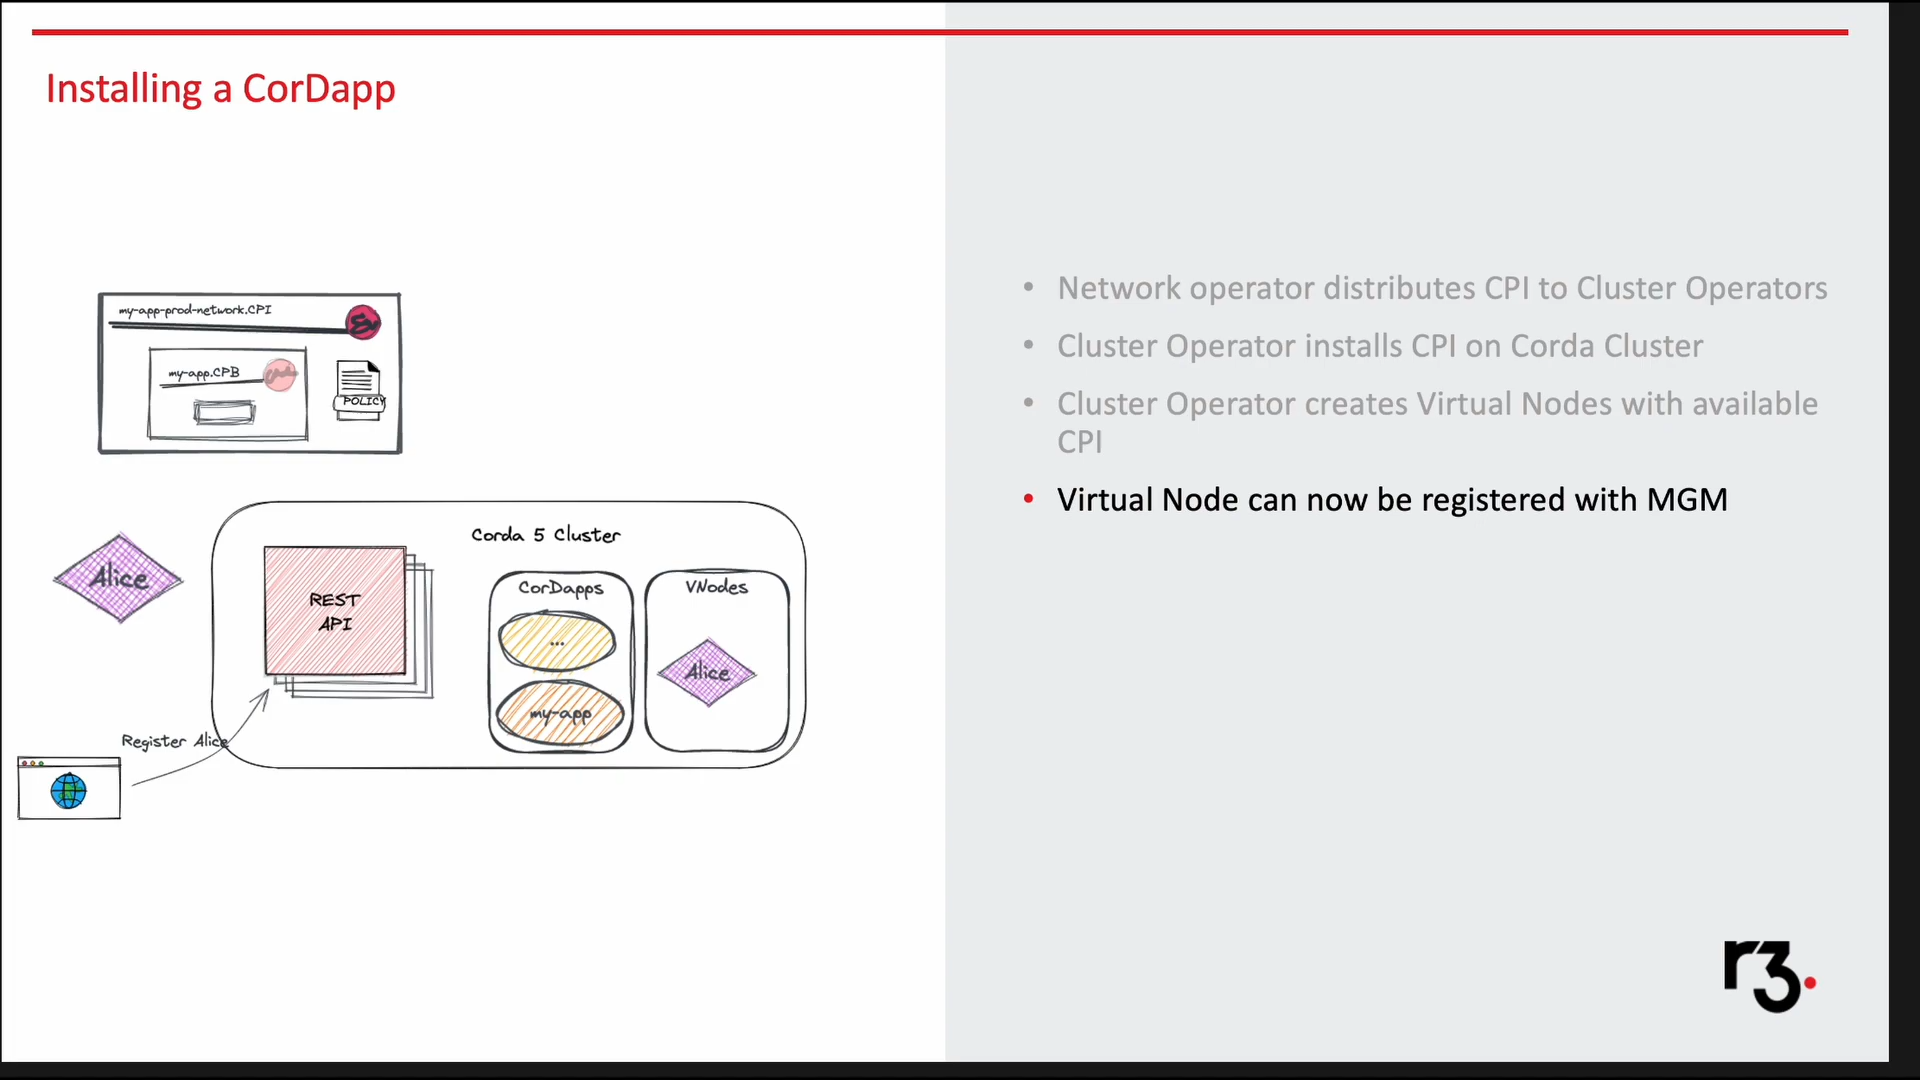 Installing a CorDapp
my-app-prod-network.CPI
my-app.CPB
POLICY
Corda 5 Cluster
Alice
REST
API
CorDapps
...
my-app
VNodes
Alice
Register Alice
• Network operator distributes CPI to Cluster Operators
• Cluster Operator installs CPI on Corda Cluster
• Cluster Operator creates Virtual Nodes with available
CPI
• Virtual Node can now be registered with MGM
r3.